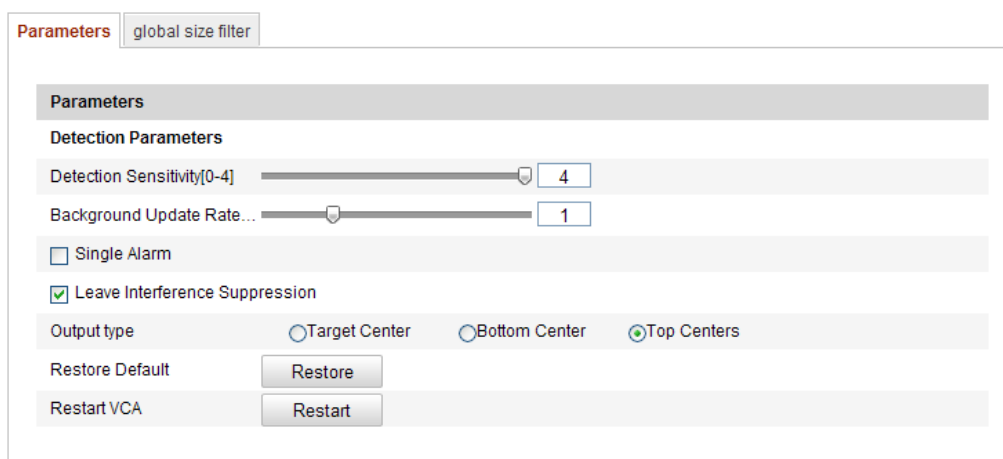 Parameters global size filter
Parameters
Detection Parameters
Detection Sensitivity[0-4] 4
Background Update Rate... 1
Single Alarm
Leave Interference Suppression
Output type Target Center Bottom Center Top Centers
Restore Default Restore
Restart VCA Restart